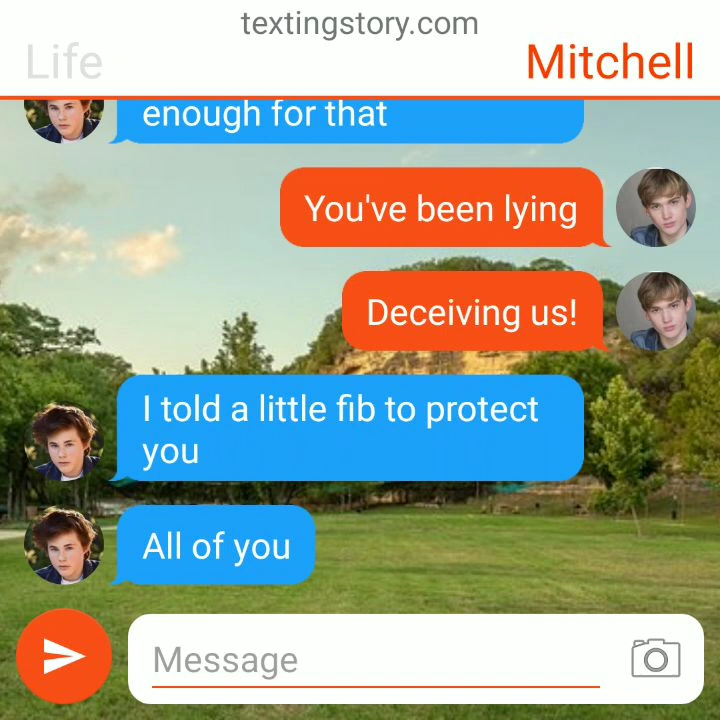 textingstory.com
Life
Mitchell
enough for that
You've been lying
Deceiving us!
I told a little fib to protect
you
All of you
Message